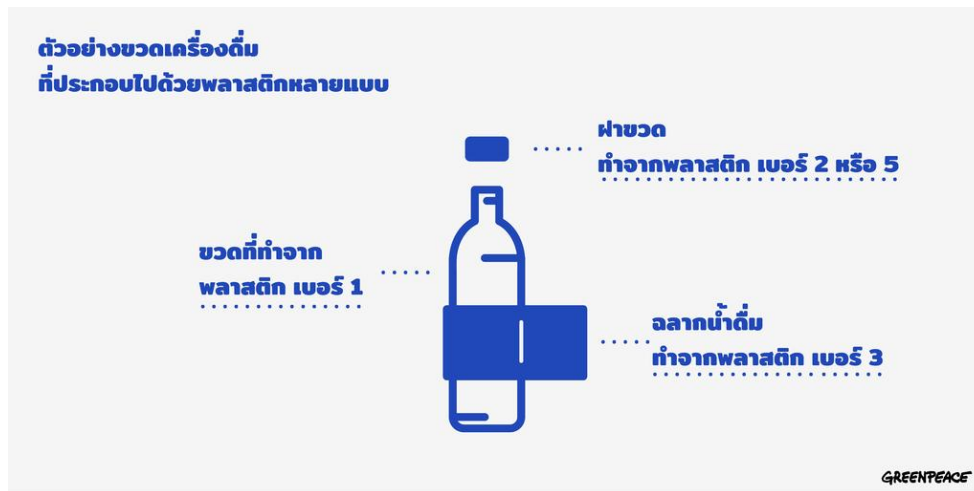 ตัวอย่างขวดเครื่องดื่ม
ที่ประกอบไปด้วยพลาสติกหลายแบบ
ฝาขวด
ทำจากพลาสติก เบอร์ 2 หรือ 5
ขวดที่ทำจาก
พลาสติก เบอร์ 1
ฉลากน้ำดื่ม
ทำจากพลาสติก เบอร์ 3
GREENPEACE